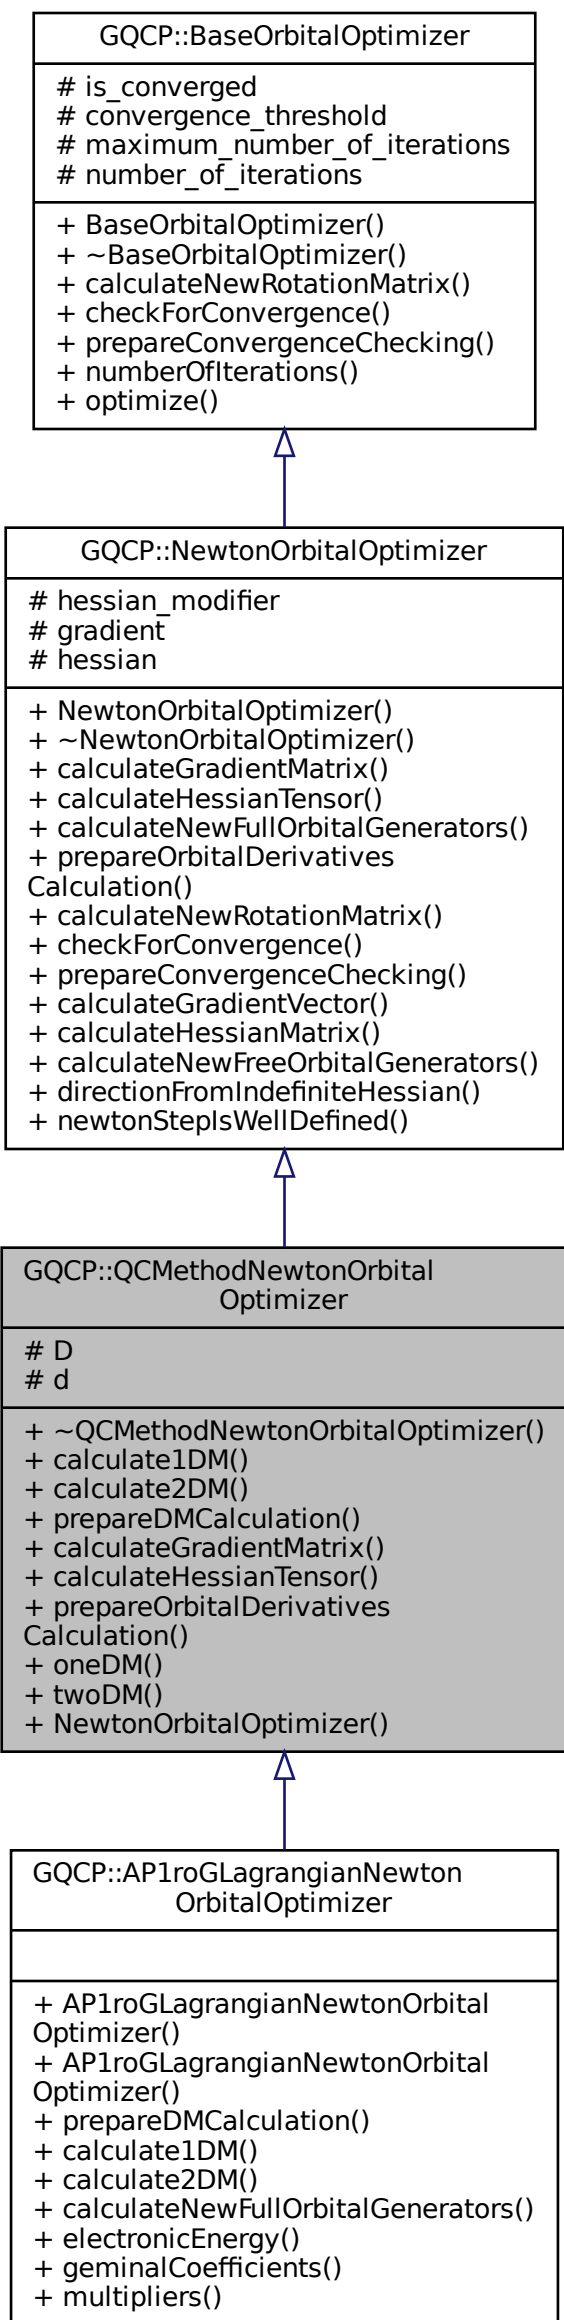 GQCP::BaseOrbitalOptimizer
# is_converged
# convergence_threshold
# maximum_number_of_iterations
# number_of_iterations
+ BaseOrbitalOptimizer()
+ ~BaseOrbitalOptimizer()
+ calculateNewRotationMatrix()
+ checkForConvergence()
+ prepareConvergenceChecking()
+ numberOfIterations()
+ optimize()
GQCP::NewtonOrbitalOptimizer
# hessian_modifier
# gradient
# hessian
+ NewtonOrbitalOptimizer()
+ ~NewtonOrbitalOptimizer()
+ calculateGradientMatrix()
+ calculateHessianTensor()
+ calculateNewFullOrbitalGenerators()
+ prepareOrbitalDerivatives
Calculation()
+ calculateNewRotationMatrix()
+ checkForConvergence()
+ prepareConvergenceChecking()
+ calculateGradientVector()
+ calculateHessianMatrix()
+ calculateNewFreeOrbitalGenerators()
+ directionFromIndefiniteHessian()
+ newtonStepIsWellDefined()
GQCP::QCMethodNewtonOrbital
Optimizer
# D
# d
+ ~QCMethodNewtonOrbitalOptimizer()
+ calculate1DM()
+ calculate2DM()
+ prepareDMCalculation()
+ calculateGradientMatrix()
+ calculateHessianTensor()
+ prepareOrbitalDerivatives
Calculation()
+ oneDM()
+ twoDM()
+ NewtonOrbitalOptimizer()
GQCP::AP1roGLagrangianNewton
OrbitalOptimizer
+ AP1roGLagrangianNewtonOrbital
Optimizer()
+ AP1roGLagrangianNewtonOrbital
Optimizer()
+ prepareDMCalculation()
+ calculate1DM()
+ calculate2DM()
+ calculateNewFullOrbitalGenerators()
+ electronicEnergy()
+ geminalCoefficients()
+ multipliers()